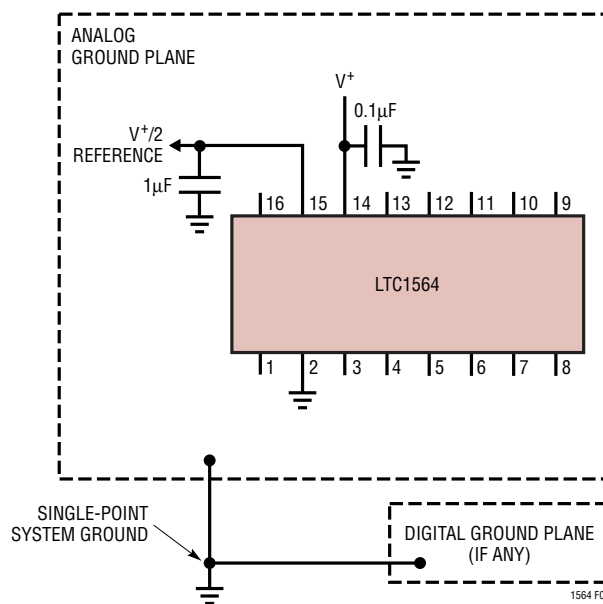 ANALOG
GROUND PLANE
V+
0.1µF
V+/2
REFERENCE
1µF
16 15 14 13 12 11 10 9
LTC1564
1 2 3 4 5 6 7 8
SINGLE-POINT
SYSTEM GROUND
DIGITAL GROUND PLANE
(IF ANY)